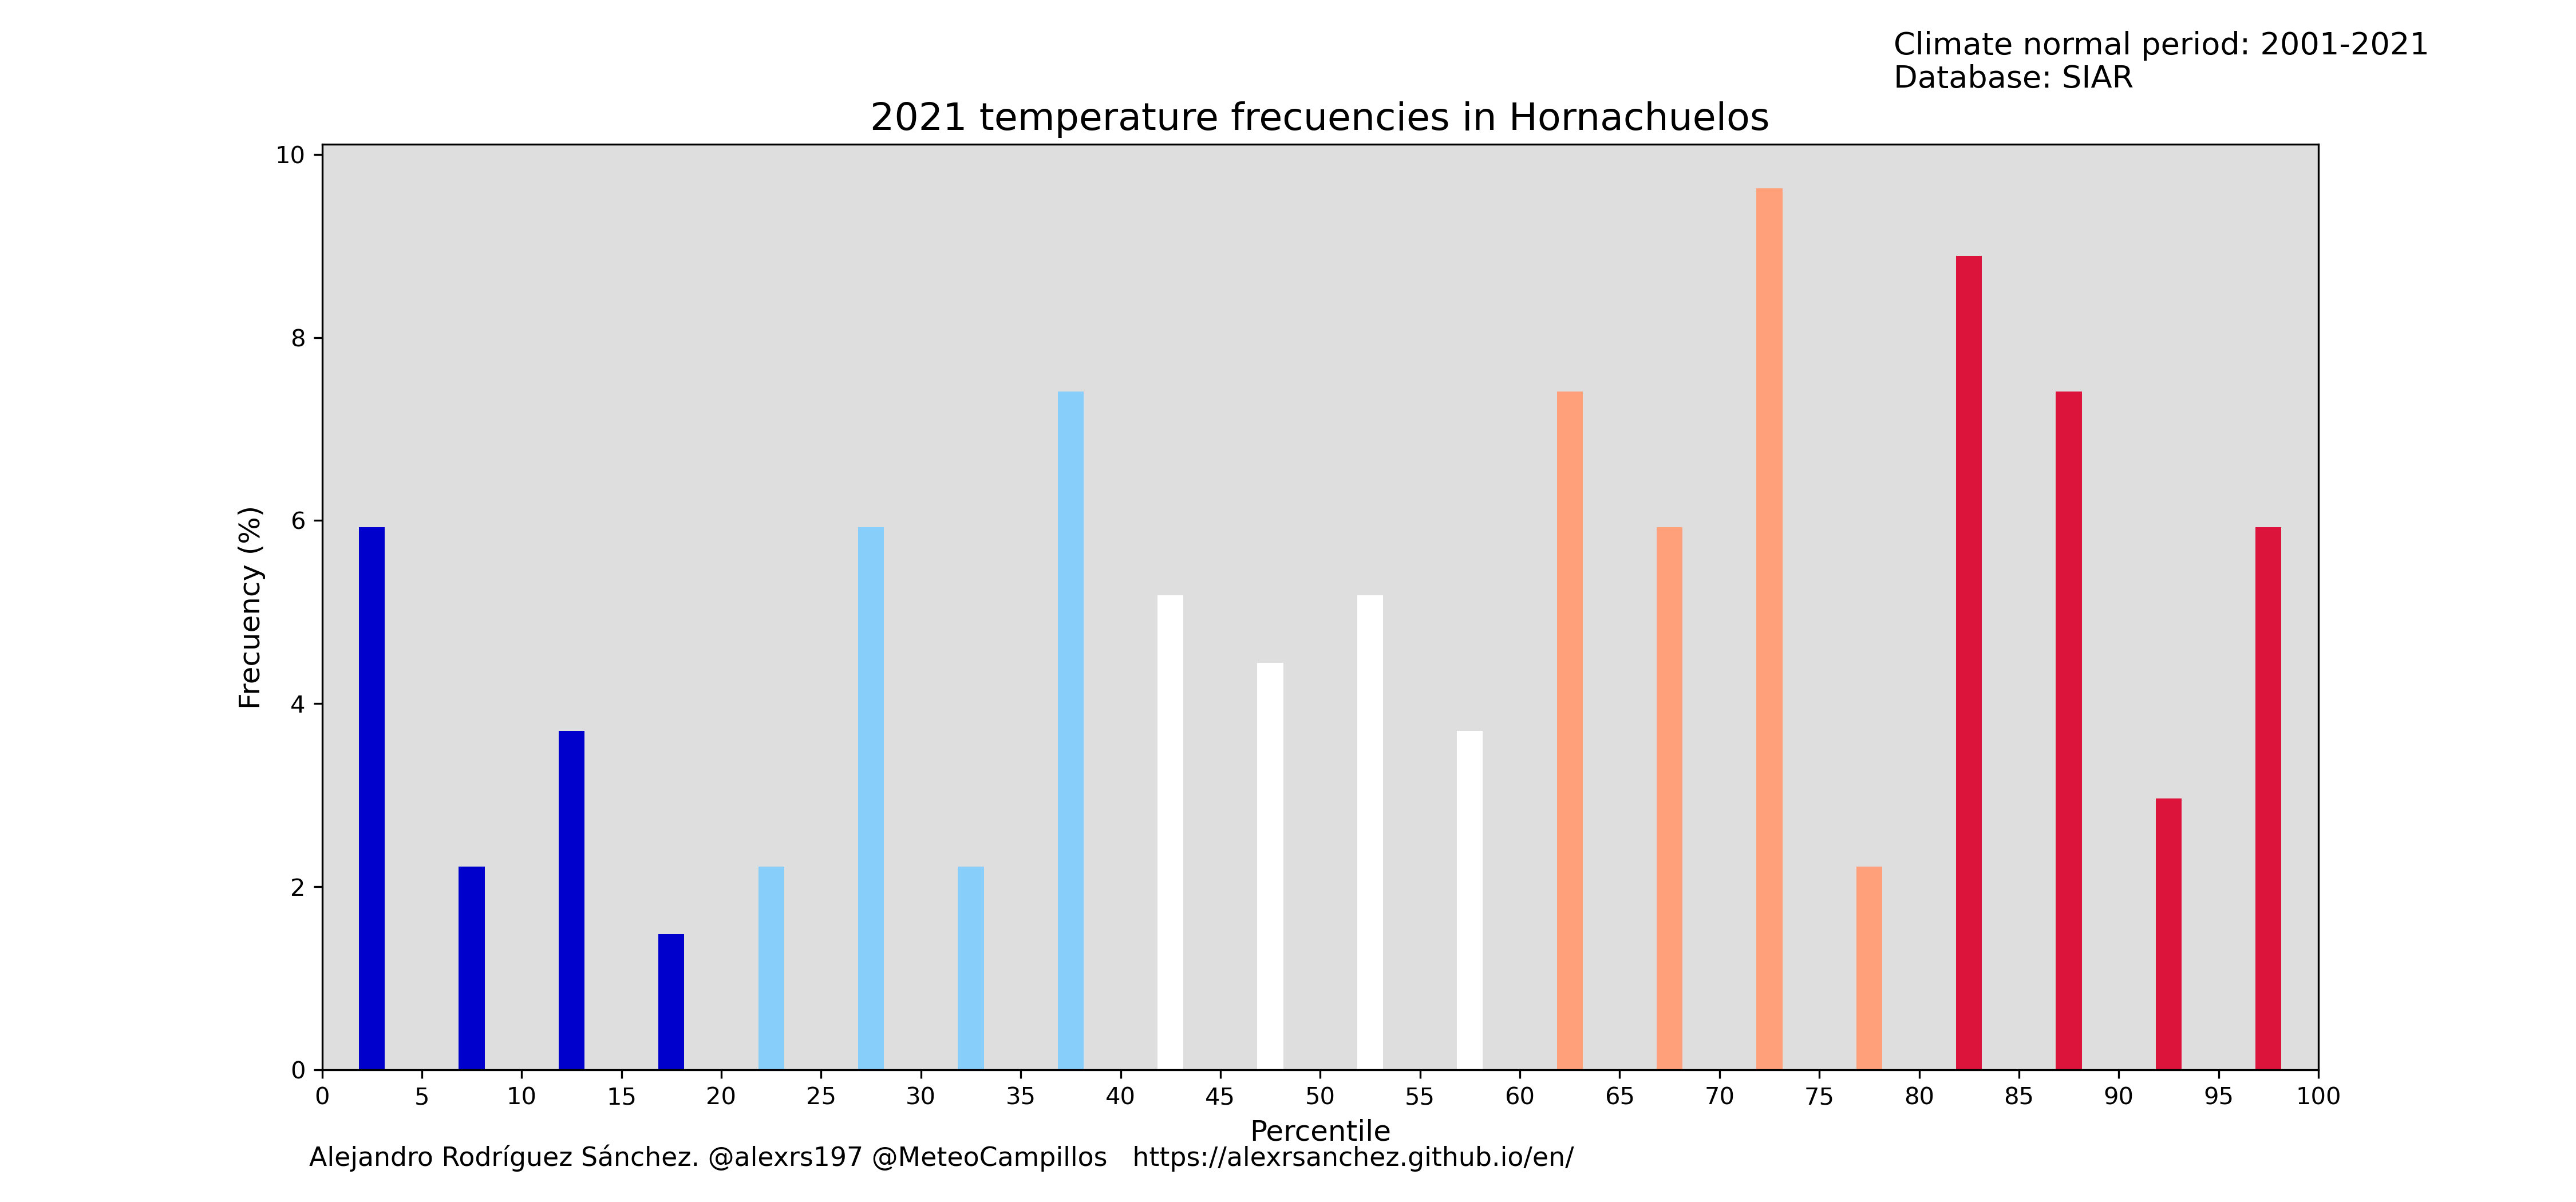 Climate normal period: 2001-2021
Database: SIAR
2021 temperature frecuencies in Hornachuelos
10
8
6
4
2
0
Frecuency (%)
0 5 10 15 20 25 30 35 40 45 50 55 60 65 70 75 80 85 90 95 100
Percentile
Alejandro Rodríguez Sánchez. @alexrs197 @MeteoCampillos https://alexrsanchez.github.io/en/